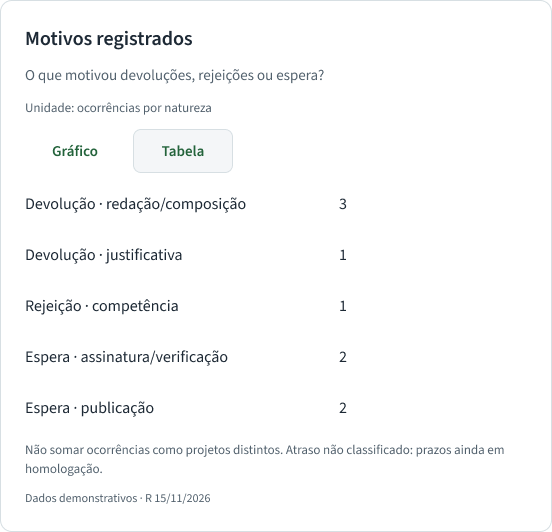 Motivos registrados
O que motivou devoluções, rejeições ou espera?
Unidade: ocorrências por natureza
Gráfico Tabela
Devolução · redação/composição 3
Devolução · justificativa 1
Rejeição · competência 1
Espera · assinatura/verificação 2
Espera · publicação 2
Não somar ocorrências como projetos distintos. Atraso não classificado: prazos ainda em
homologação.
Dados demonstrativos · R 15/11/2026